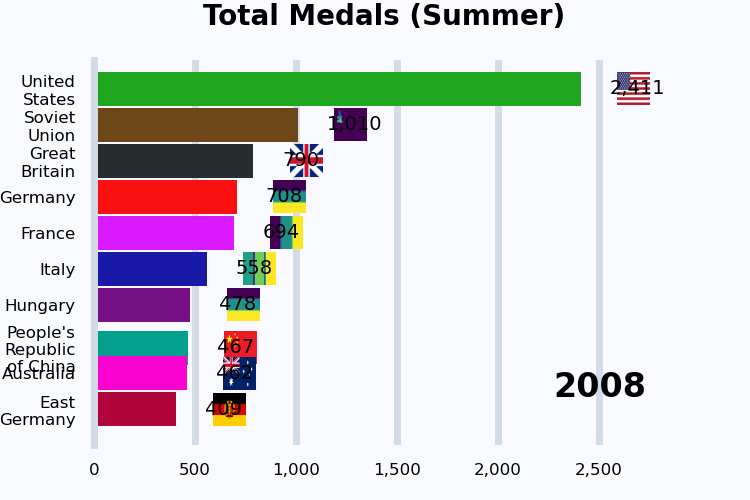 Total Medals (Summer)
United
States
2,411
Soviet
Union
1,010
Great
Britain
790
Germany
708
France
694
Italy
558
Hungary
478
People's
Republic
of China
467
Australia
462
East
Germany
409
2008
0
500
1,000
1,500
2,000
2,500